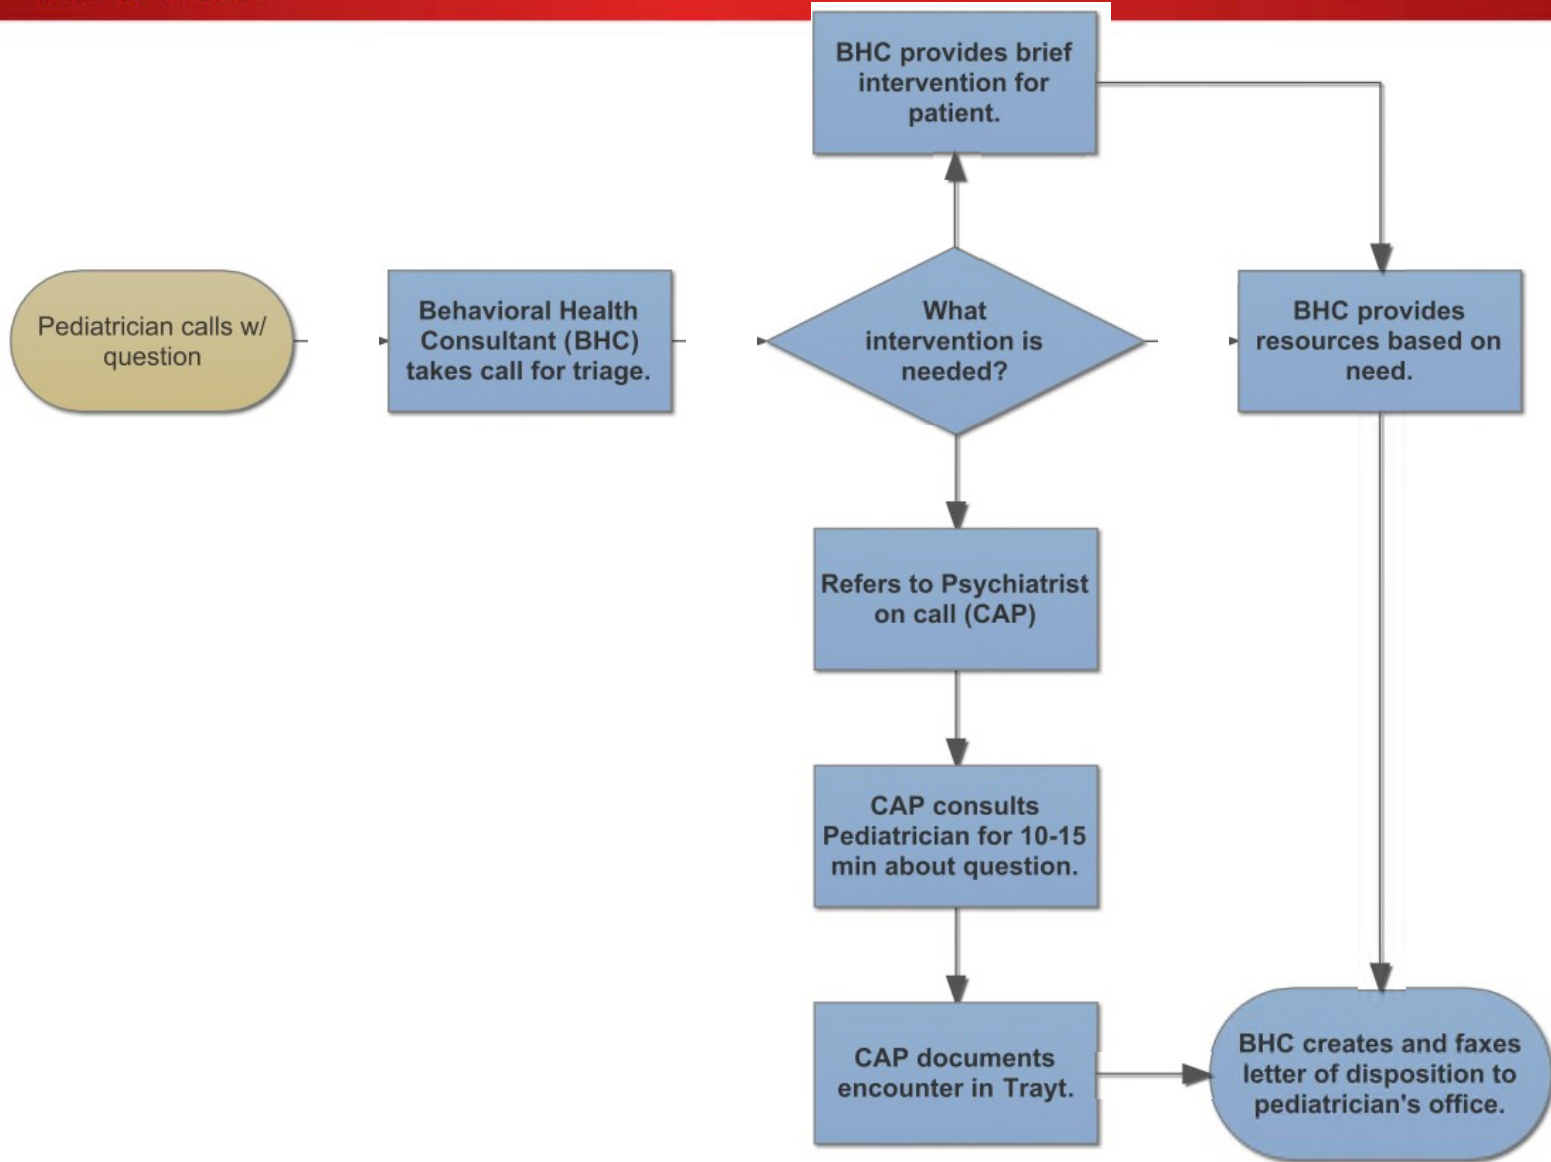 BHC provides brief
intervention for
patient.
Pediatrician calls w/
question
Behavioral Health
Consultant (BHC)
takes call for triage.
What
intervention is
needed?
BHC provides
resources based on
need.
Refers to Psychiatrist
on call (CAP)
CAP consults
Pediatrician for 10-15
min about question.
CAP documents
encounter in Trayt.
BHC creates and faxes
letter of disposition to
pediatrician's office.